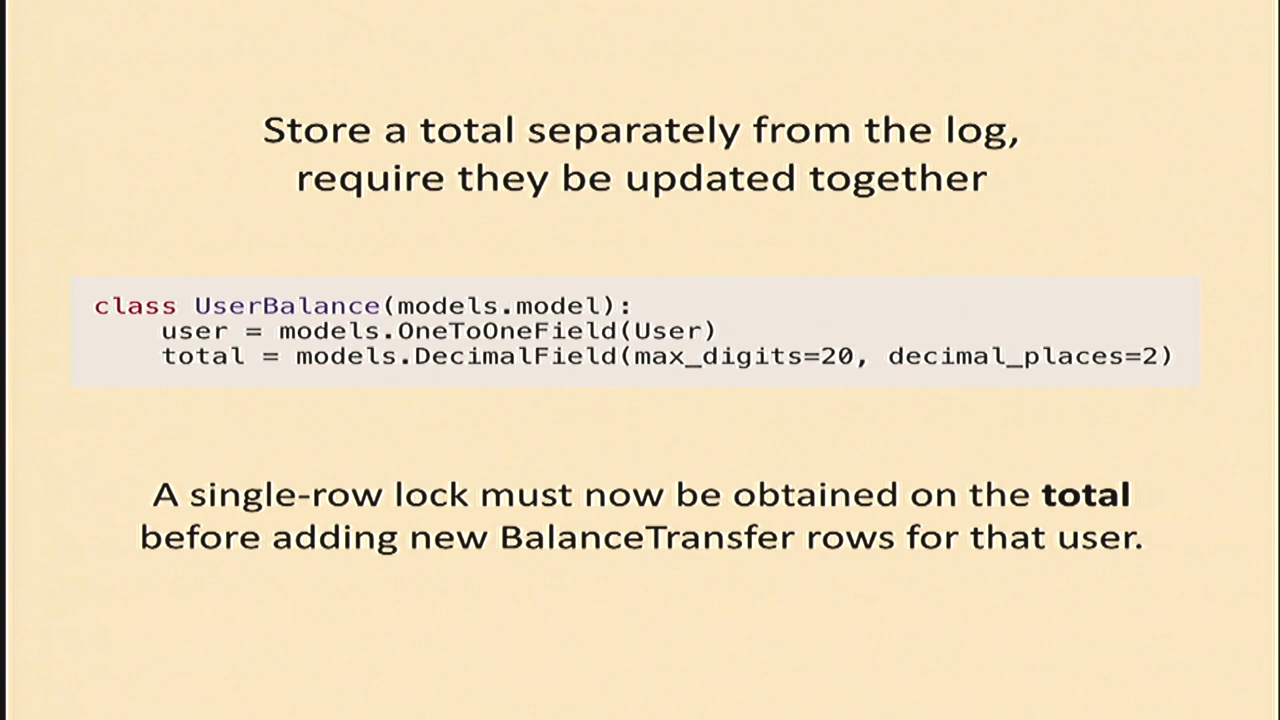 Store a total separately from the log,
require they be updated together
class UserBalance(models.model):
    user = models.OneToOneField(User)
    total = models.DecimalField(max_digits=20, decimal_places=2)
A single-row lock must now be obtained on the total
before adding new BalanceTransfer rows for that user.